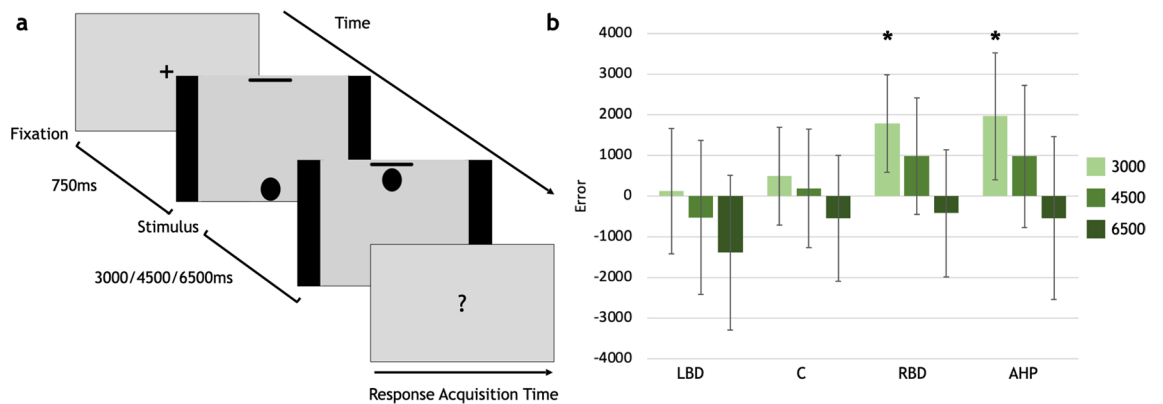 a
Time
+
Fixation
750ms
Stimulus
3000/4500/6500ms
?
Response Acquisition Time
b
Error
4000
3000
2000
1000
0
-1000
-2000
-3000
-4000
* *
LBD C RBD AHP
3000
4500
6500